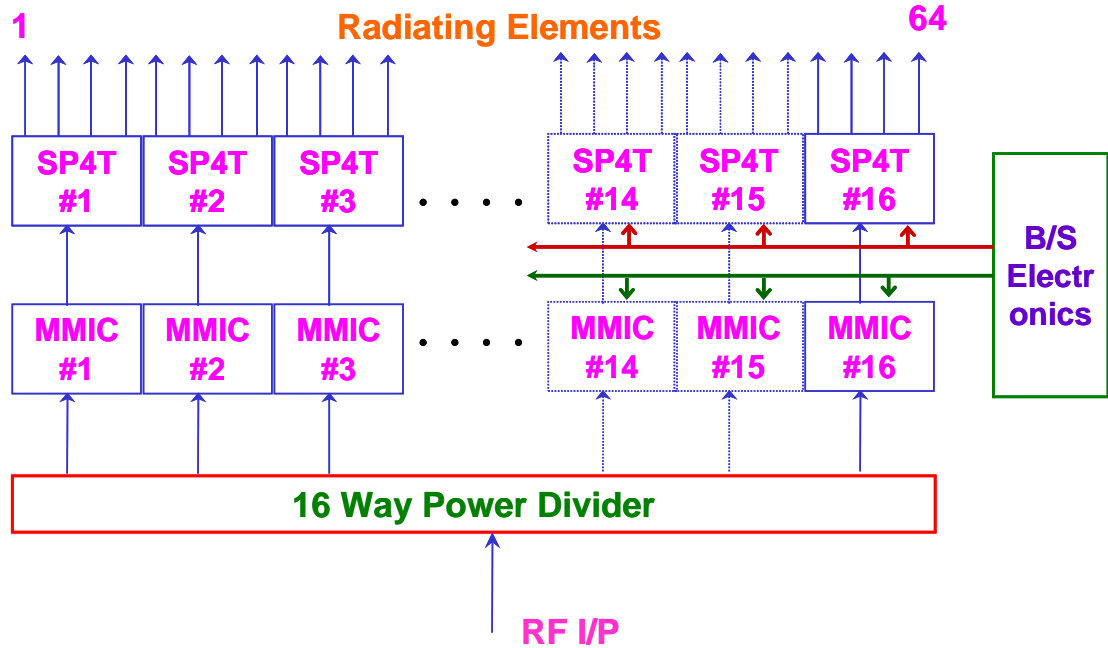 1
Radiating Elements
64
SP4T
#1
SP4T
#2
SP4T
#3
. . . .
SP4T
#14
SP4T
#15
SP4T
#16
B/S
Electr
onics
MMIC
#1
MMIC
#2
MMIC
#3
. . . .
MMIC
#14
MMIC
#15
MMIC
#16
16 Way Power Divider
RF I/P